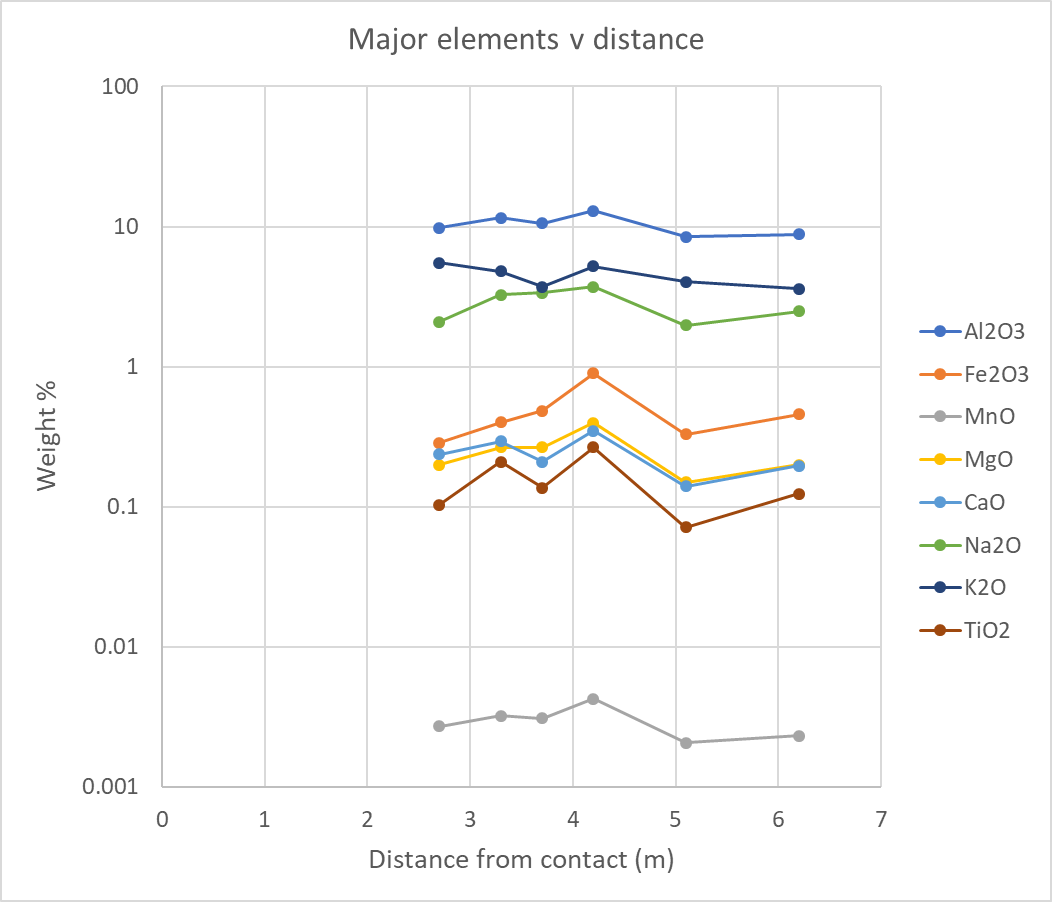 Major elements v distance
100
10
1
0.1
0.01
0.001
Weight %
0 1 2 3 4 5 6 7
Distance from contact (m)
Al2O3
Fe2O3
MnO
MgO
CaO
Na2O
K2O
TiO2